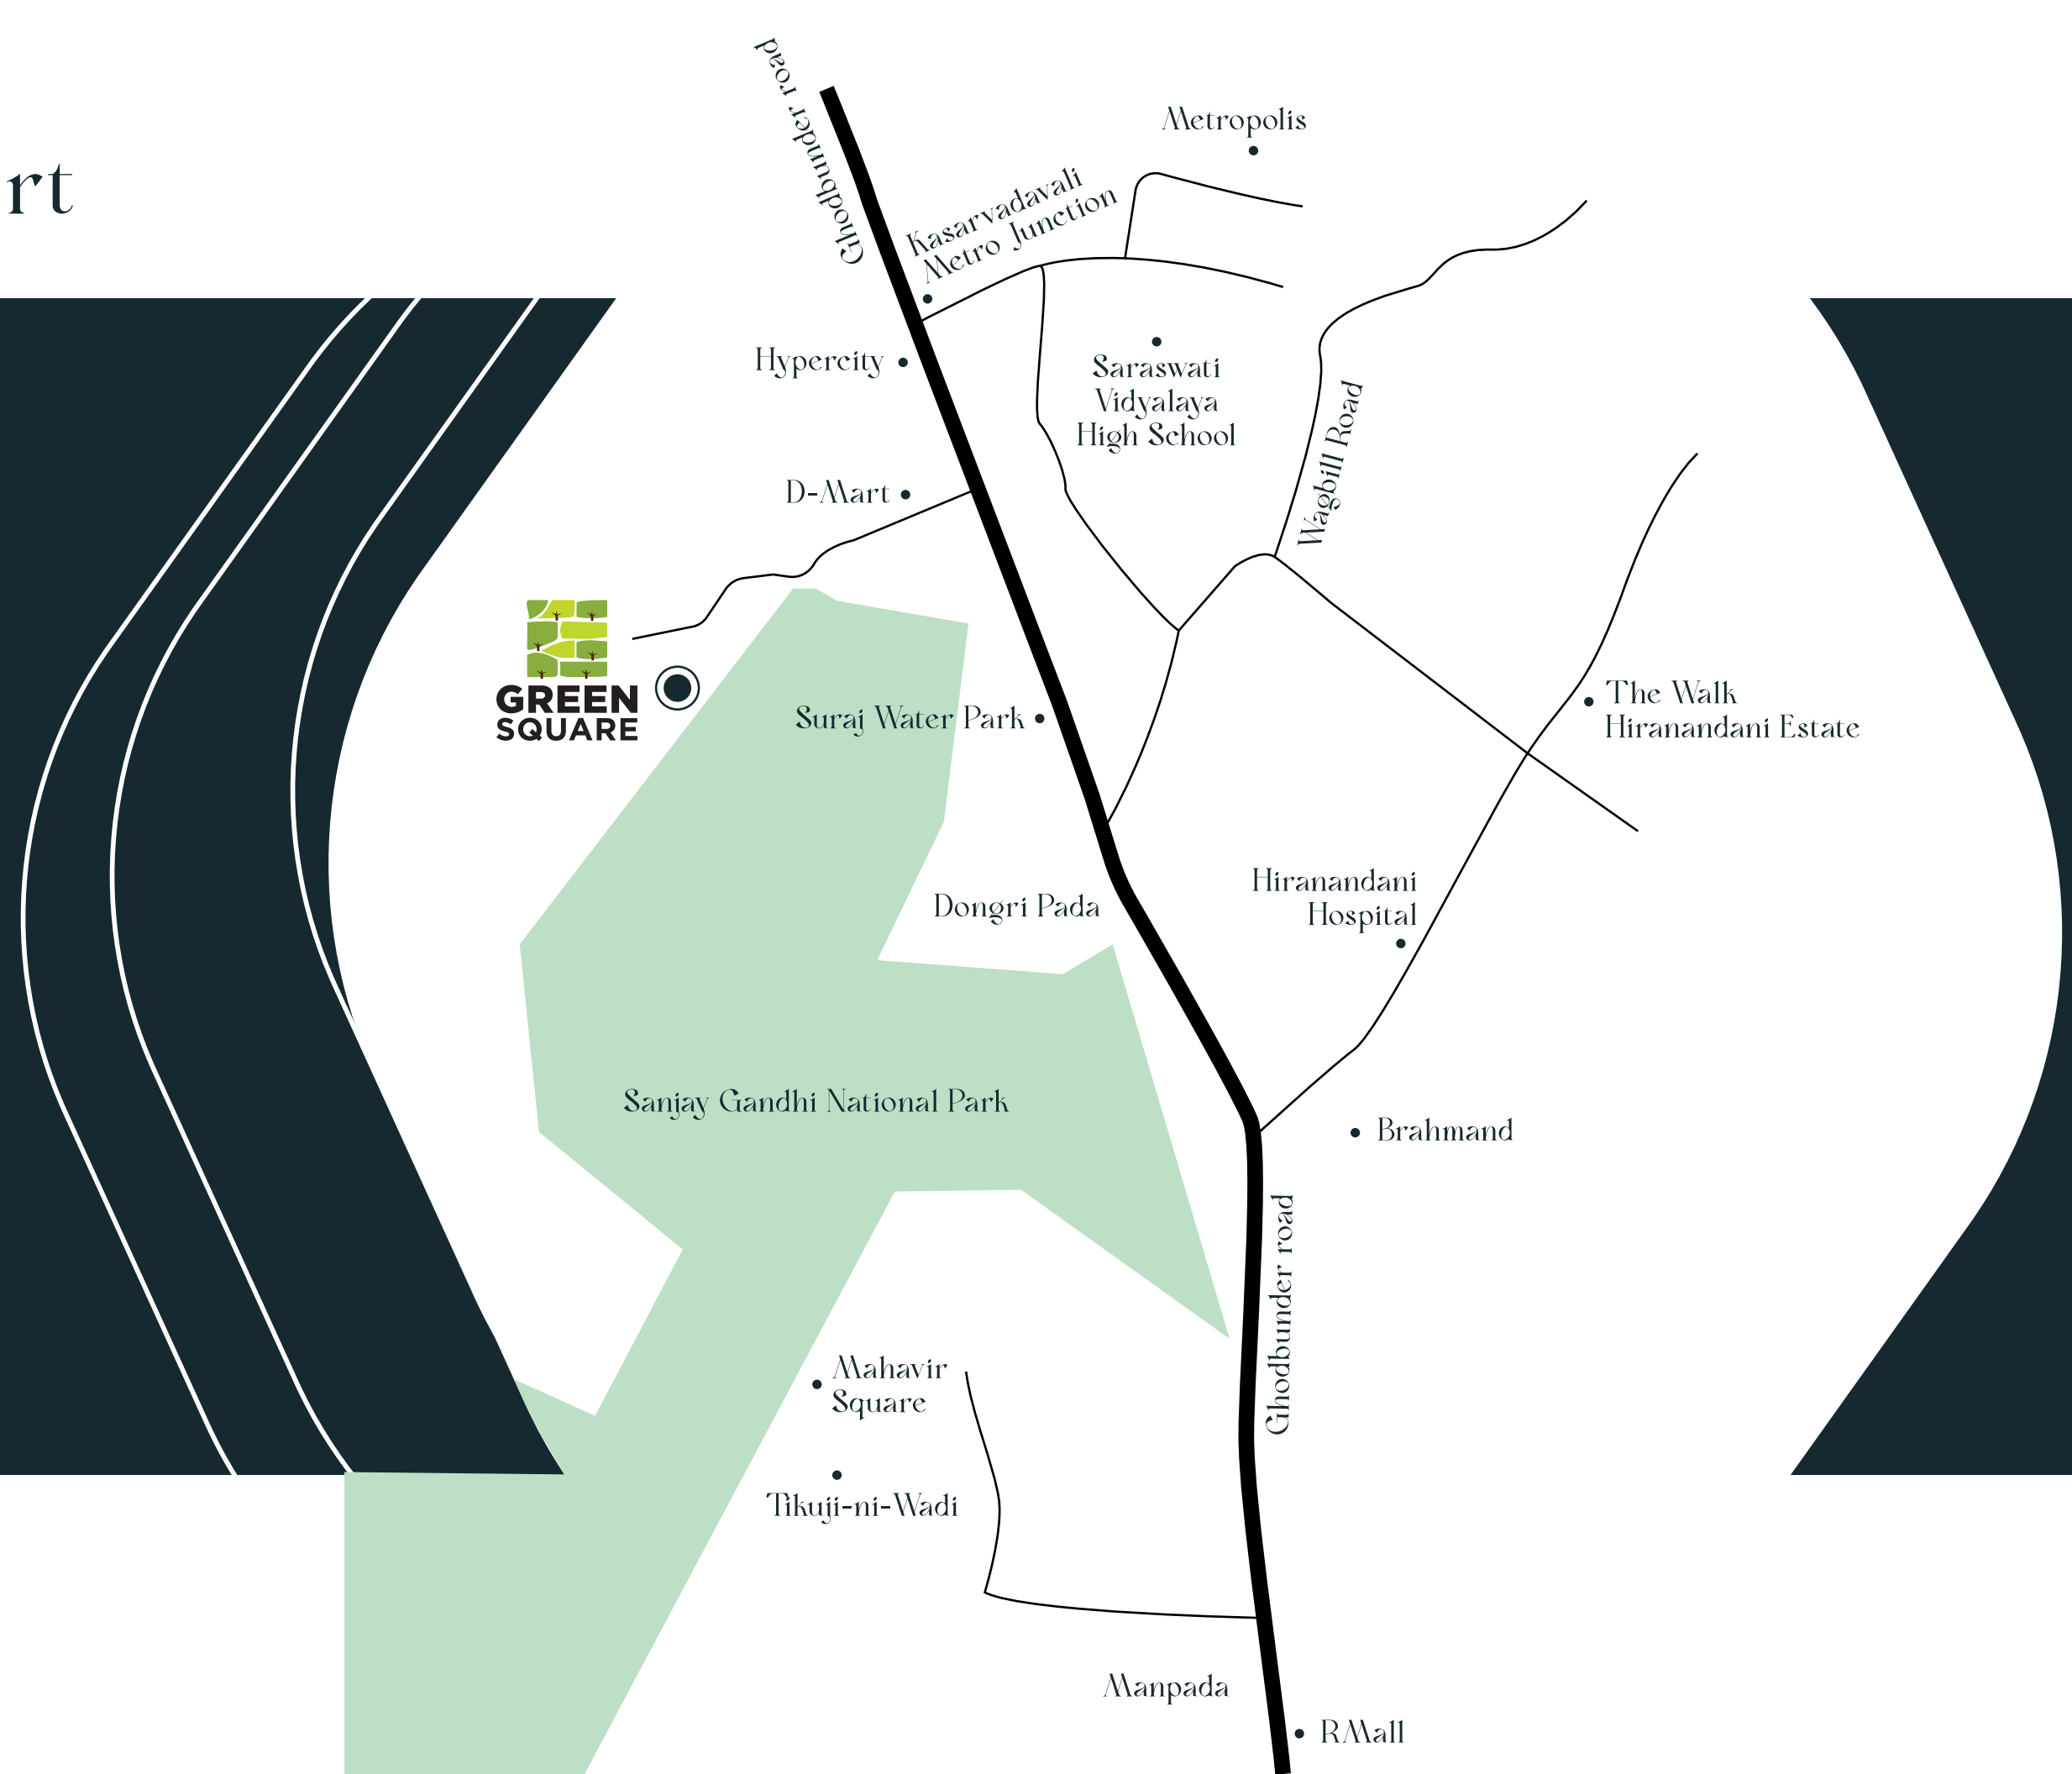 rt
Ghodbunder road
Metropolis
Kasarvadavali
Metro Junction
Hypercity
Saraswati
Vidyalaya
High School
Wagbill Road
D-Mart
GREEN
SQUARE
Suraj Water Park
The Walk
Hiranandani Estate
Hiranandani
Hospital
Dongri Pada
Sanjay Gandhi National Park
Brahmand
Ghodbunder road
Mahavir
Square
Tikuji-ni-Wadi
Manpada
RMall